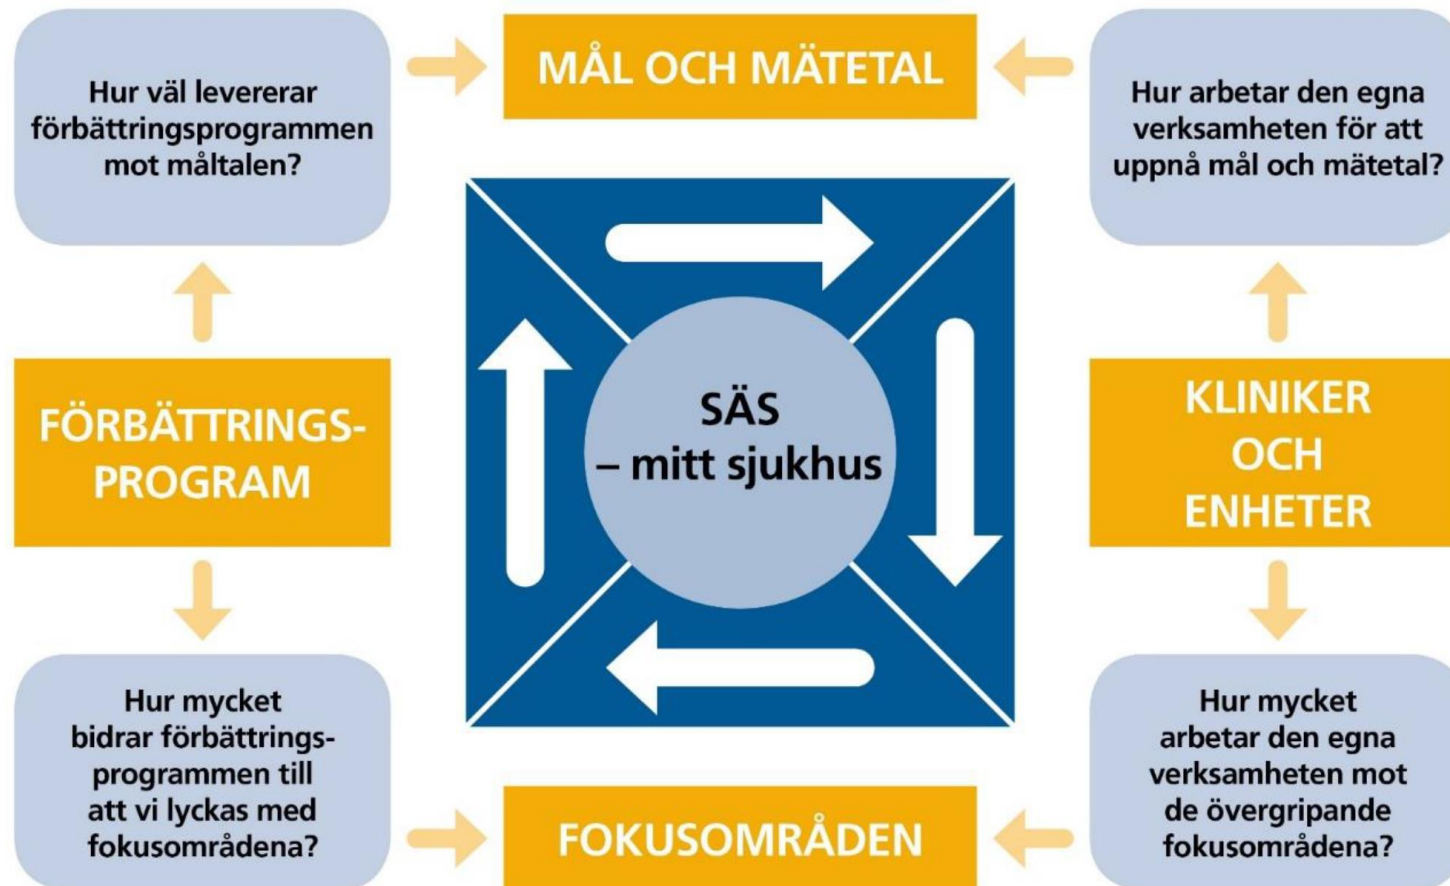 Hur väl levererar
förbättringsprogrammen
mot måltalen?
MÅL OCH MÄTETAL
Hur arbetar den egna
verksamheten för att
uppnå mål och mätetal?
FÖRBÄTTRINGS-
PROGRAM
SÄS
– mitt sjukhus
KLINIKER
OCH
ENHETER
Hur mycket
bidrar förbättrings-
programmen till
att vi lyckas med
fokusområdena?
FOKUSOMRÅDEN
Hur mycket
arbetar den egna
verksamheten mot
de övergripande
fokusområdena?